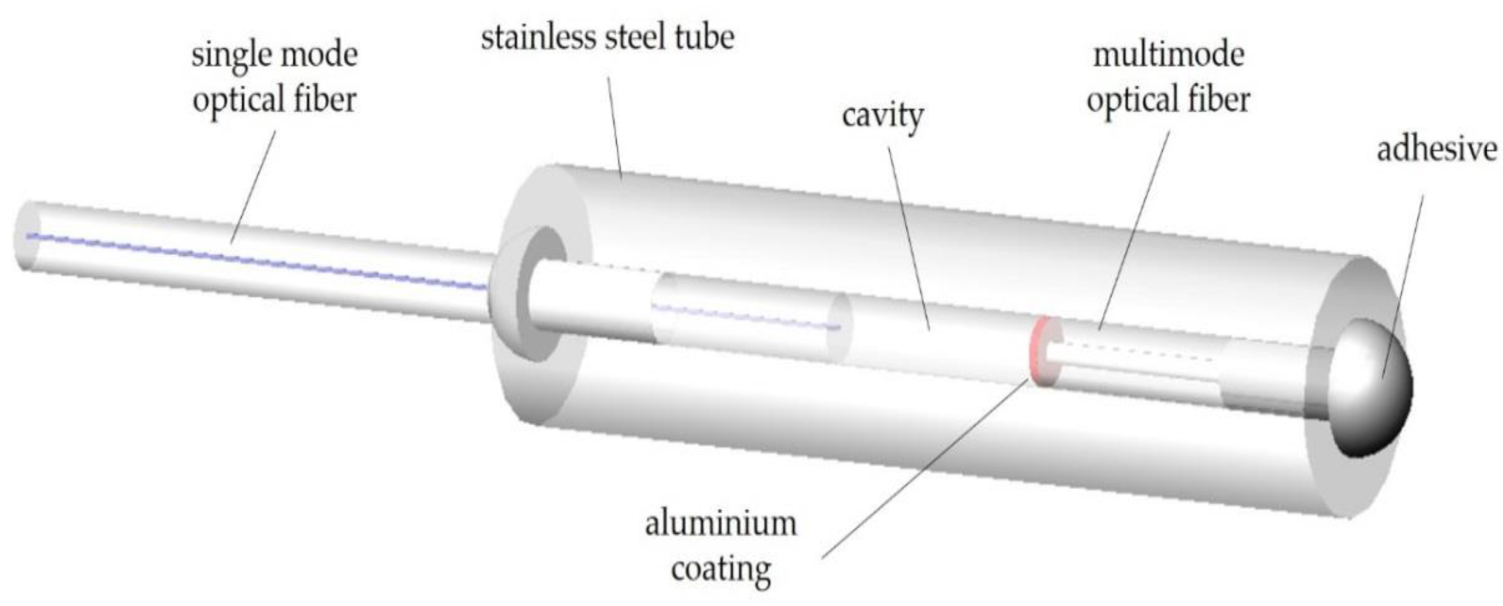 single mode
optical fiber
stainless steel tube
cavity
multimode
optical fiber
adhesive
aluminium
coating